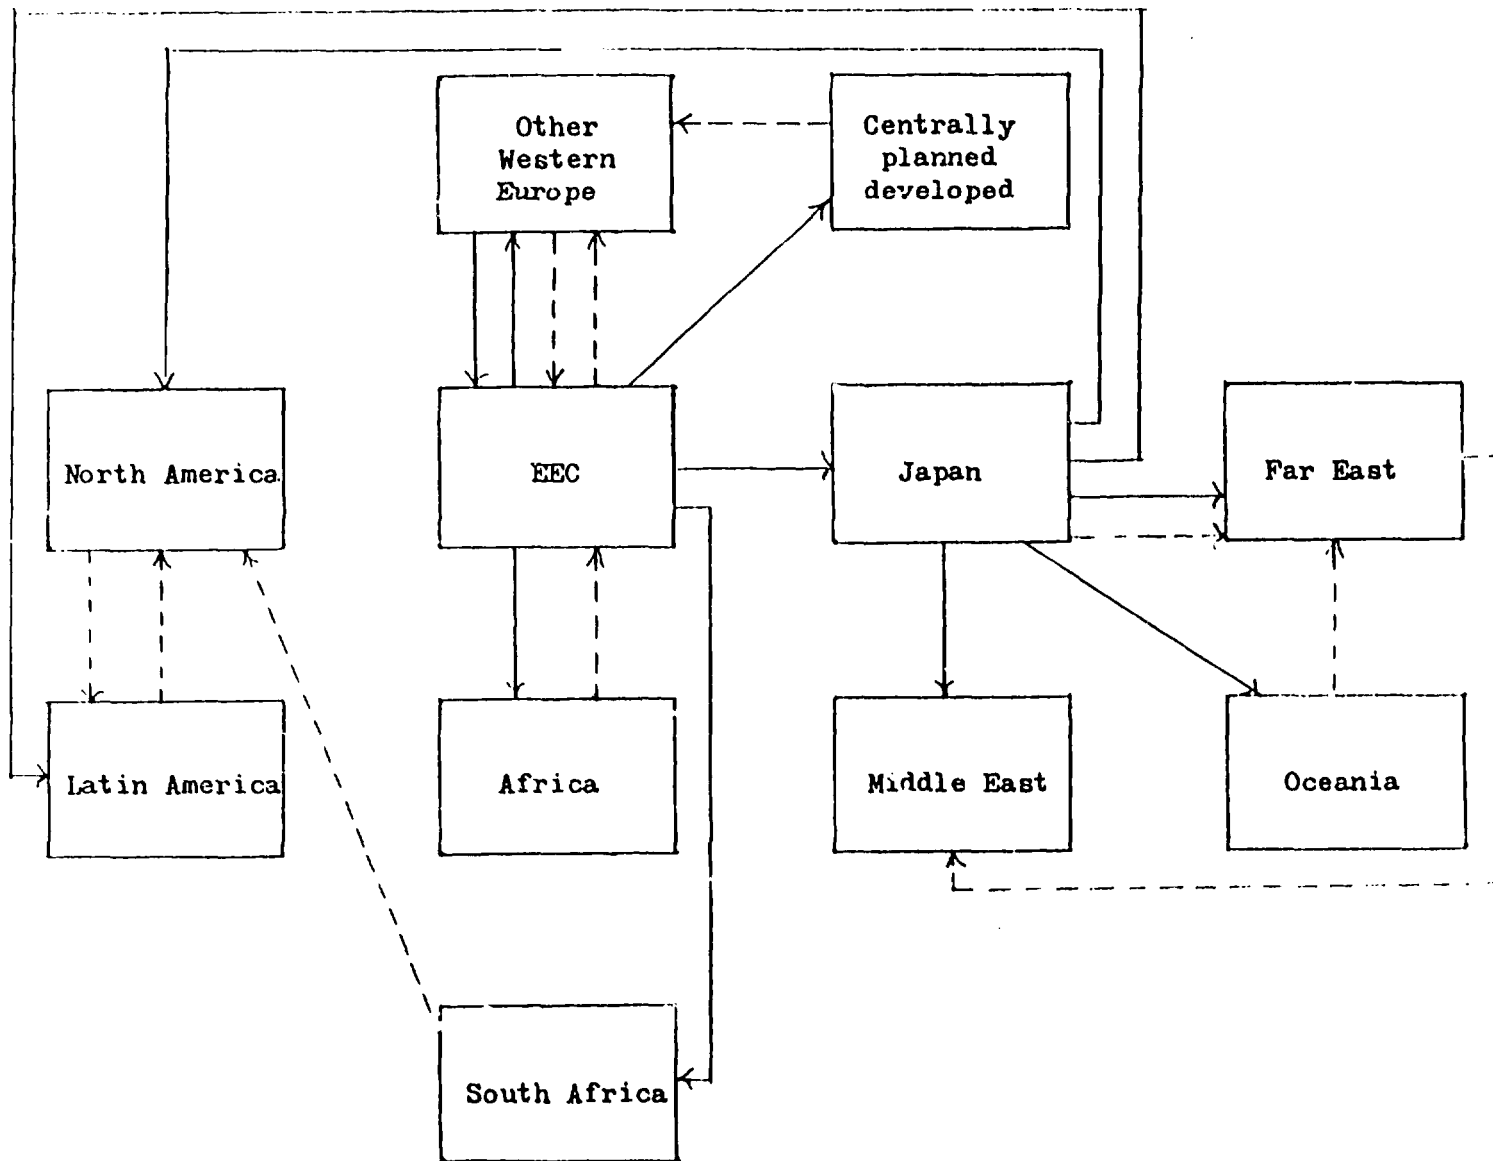 Other
Western
Europe
Centrally
planned
developed
North America
EEC
Japan
Far East
Latin America
Africa
Middle East
Oceania
South Africa